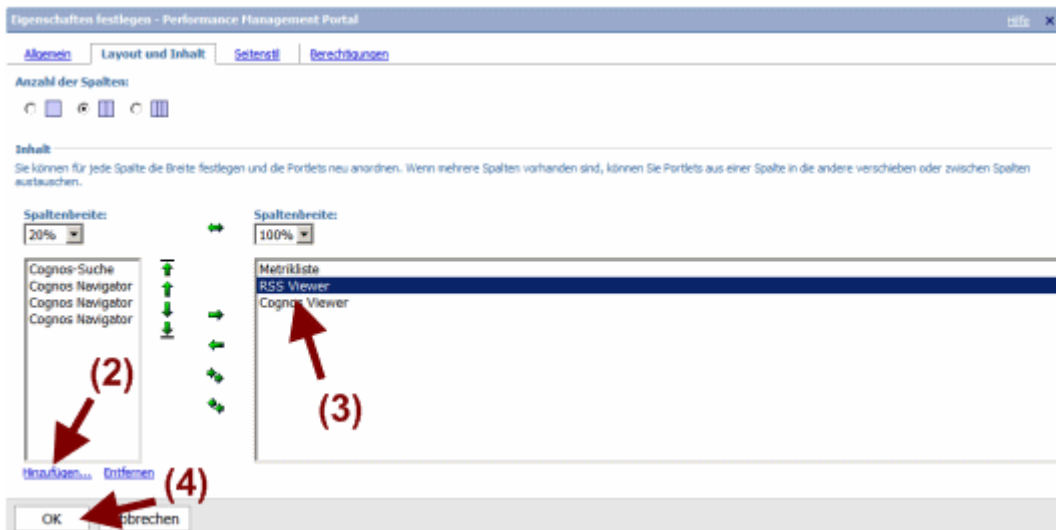 Eigenschaften festlegen - Performance Management Portal Hilfe X
Allgemein Layout und Inhalt Seitenstil Berechtigungen
Anzahl der Spalten:
Inhalt
Sie können für jede Spalte die Breite festlegen und die Portlets neu anordnen. Wenn mehrere Spalten vorhanden sind, können Sie Portlets aus einer Spalte in die andere verschieben oder zwischen Spalten
austauschen.
Spaltenbreite: Spaltenbreite:
20% 100%
Cognos-Suche
Cognos Navigator
Cognos Navigator
Cognos Navigator
Metrikliste
RSS Viewer
Cognos Viewer
(2)
(3)
Hinzufügen... Entfernen
(4)
OK Abbrechen